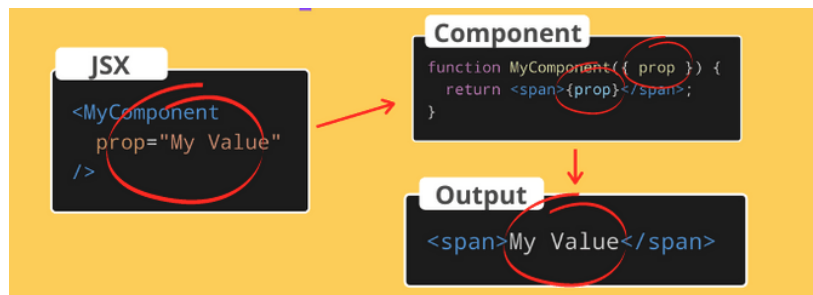 JSX
<MyComponent
prop="My Value"
/>
Component
function MyComponent({ prop }) {
return <span>{prop}</span>;
}
Output
<span>My Value</span>